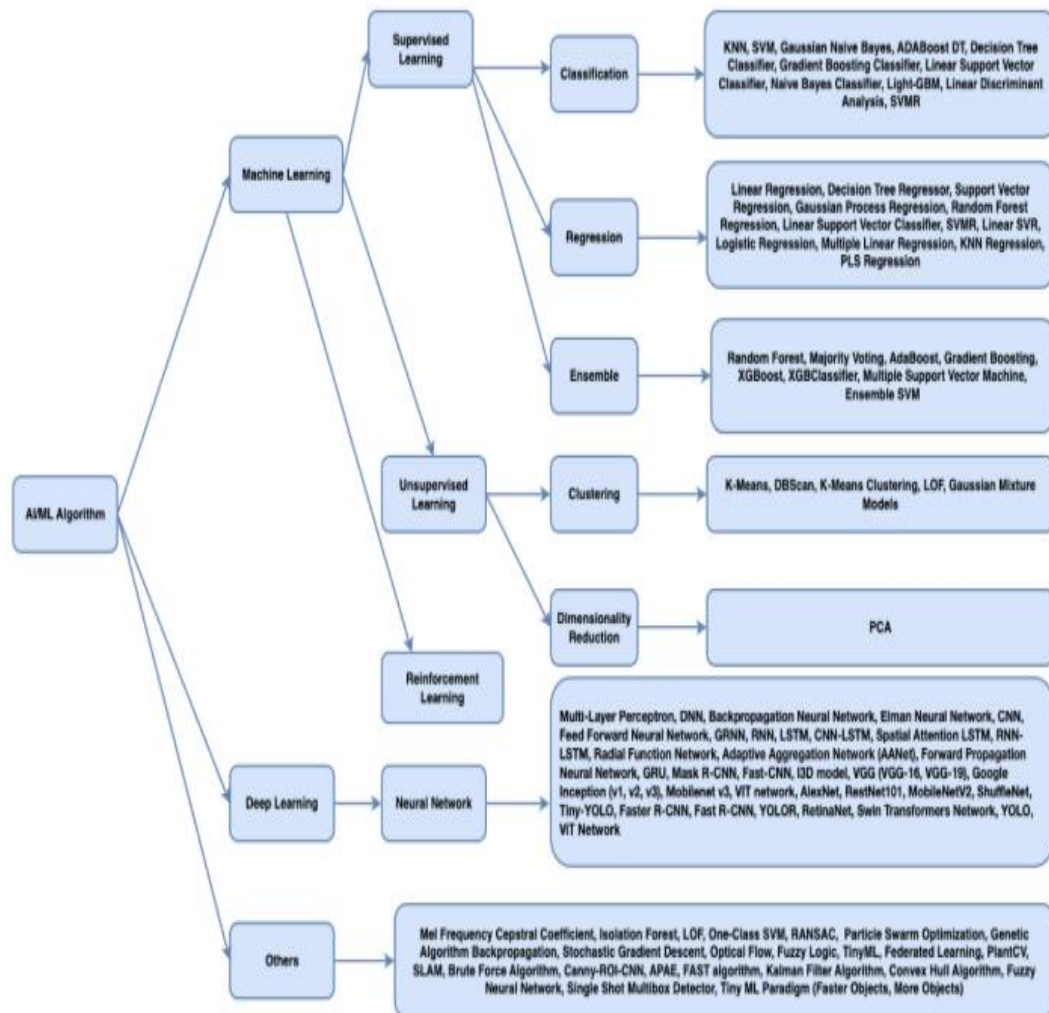 Supervised
Learning
Classification
KNN, SVM, Gaussian Naive Bayes, ADABoost DT, Decision Tree
Classifier, Gradient Boosting Classifier, Linear Support Vector
Classifier, Naive Bayes Classifier, Light-GBM, Linear Discriminant
Analysis, SVMR
Machine Learning
Regression
Linear Regression, Decision Tree Regressor, Support Vector
Regression, Gaussian Process Regression, Random Forest
Regression, Linear Support Vector Classifier, SVMR, Linear SVR,
Logistic Regression, Multiple Linear Regression, KNN Regression,
PLS Regression
Ensemble
Random Forest, Majority Voting, AdaBoost, Gradient Boosting,
XGBoost, XGBClassifier, Multiple Support Vector Machine,
Ensemble SVM
AI/ML Algorithm
Unsupervised
Learning
Clustering
K-Means, DBScan, K-Means Clustering, LOF, Gaussian Mixture
Models
Dimensionality
Reduction
PCA
Reinforcement
Learning
Deep Learning
Neural Network
Multi-Layer Perceptron, DNN, Backpropagation Neural Network, Elman Neural Network, CNN,
Feed Forward Neural Network, GRNN, RNN, LSTM, CNN-LSTM, Spatial Attention LSTM, RNN-
LSTM, Radial Function Network, Adaptive Aggregation Network (AANet), Forward Propagation
Neural Network, GRU, Mask R-CNN, Fast-CNN, I3D model, VGG (VGG-16, VGG-19), Google
Inception (v1, v2, v3), Mobilenet v3, VIT network, AlexNet, RestNet101, MobileNetV2, ShuffleNet,
Tiny-YOLO, Faster R-CNN, Fast R-CNN, YOLOR, RetinaNet, Swin Transformers Network, YOLO,
ViT Network
Others
Mel Frequency Cepstral Coefficient, Isolation Forest, LOF, One-Class SVM, RANSAC, Particle Swarm Optimization, Genetic
Algorithm Backpropagation, Stochastic Gradient Descent, Optical Flow, Fuzzy Logic, TinyML, Federated Learning, PlantCV,
SLAM, Brute Force Algorithm, Canny-ROI-CNN, APAE, FAST algorithm, Kalman Filter Algorithm, Convex Hull Algorithm, Fuzzy
Neural Network, Single Shot Multibox Detector, Tiny ML Paradigm (Faster Objects, More Objects)